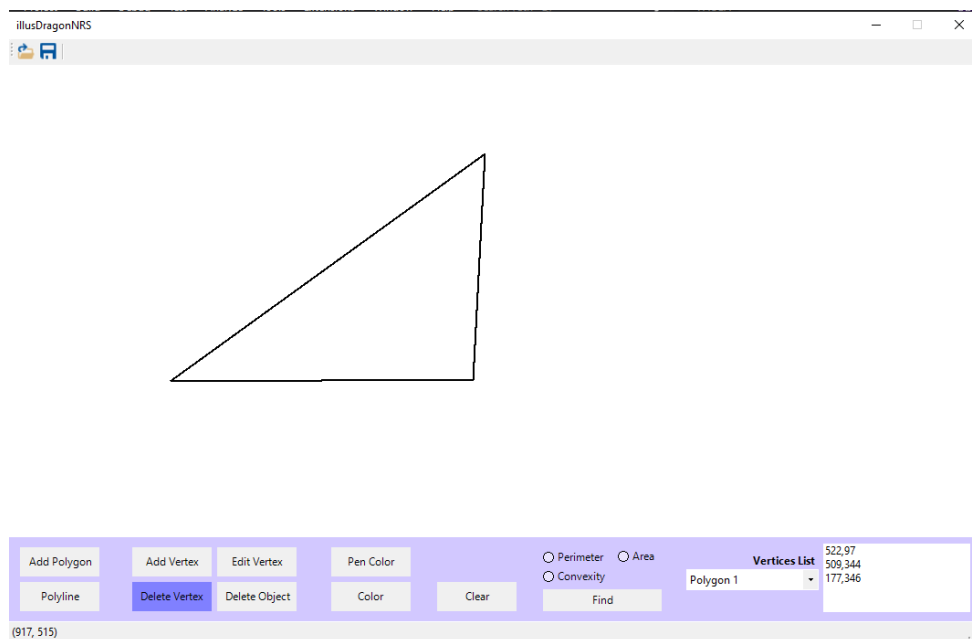 illusDragonNRS
Add Polygon
Add Vertex
Edit Vertex
Pen Color
Perimeter
Area
Convexity
Vertices List
522,97
509,344
177,346
Polygon 1
Polyline
Delete Vertex
Delete Object
Color
Clear
Find
(917, 515)